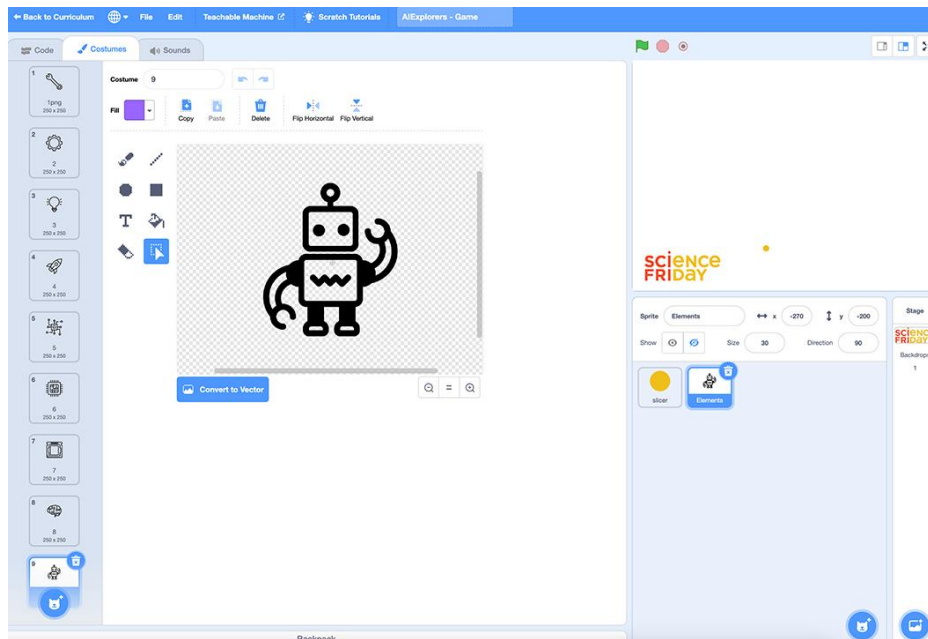 ← Back to Curriculum File Edit Teachable Machine Scratch Tutorials AIExplorers - Game
Code Costumes Sounds
1
1png
250 x 250
2
2
250 x 250
3
3
250 x 250
4
4
250 x 250
5
5
250 x 250
6
6
250 x 250
7
7
250 x 250
8
8
250 x 250
9
Costume 9
Fill Copy Paste Delete Flip Horizontal Flip Vertical
T
Convert to Vector
SCIENCE
FRIDAY
Sprite Elements x -270 y -200
Show Size 30 Direction 90
slicer Elements
Stage
SCIENC
FRIDAY
Backdrops
1
Backpack